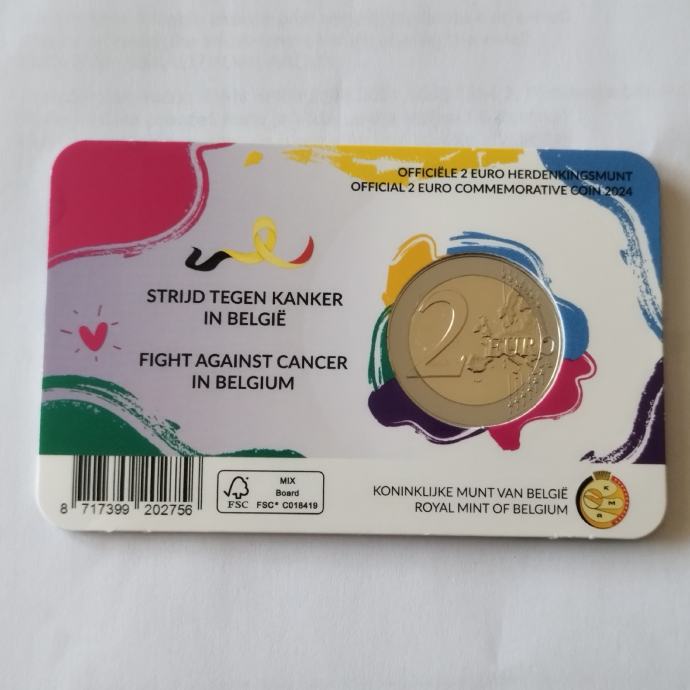 OFFICIËLE 2 EURO HERDENKINGSMUNT
OFFICIAL 2 EURO COMMEMORATIVE COIN 2024
STRIJD TEGEN KANKER
IN BELGIË
FIGHT AGAINST CANCER
IN BELGIUM
2 EURO
8 717399 202756
FSC
MIX
Board
FSC® C018419
KONINKLIJKE MUNT VAN BELGIË
ROYAL MINT OF BELGIUM
K
M
B